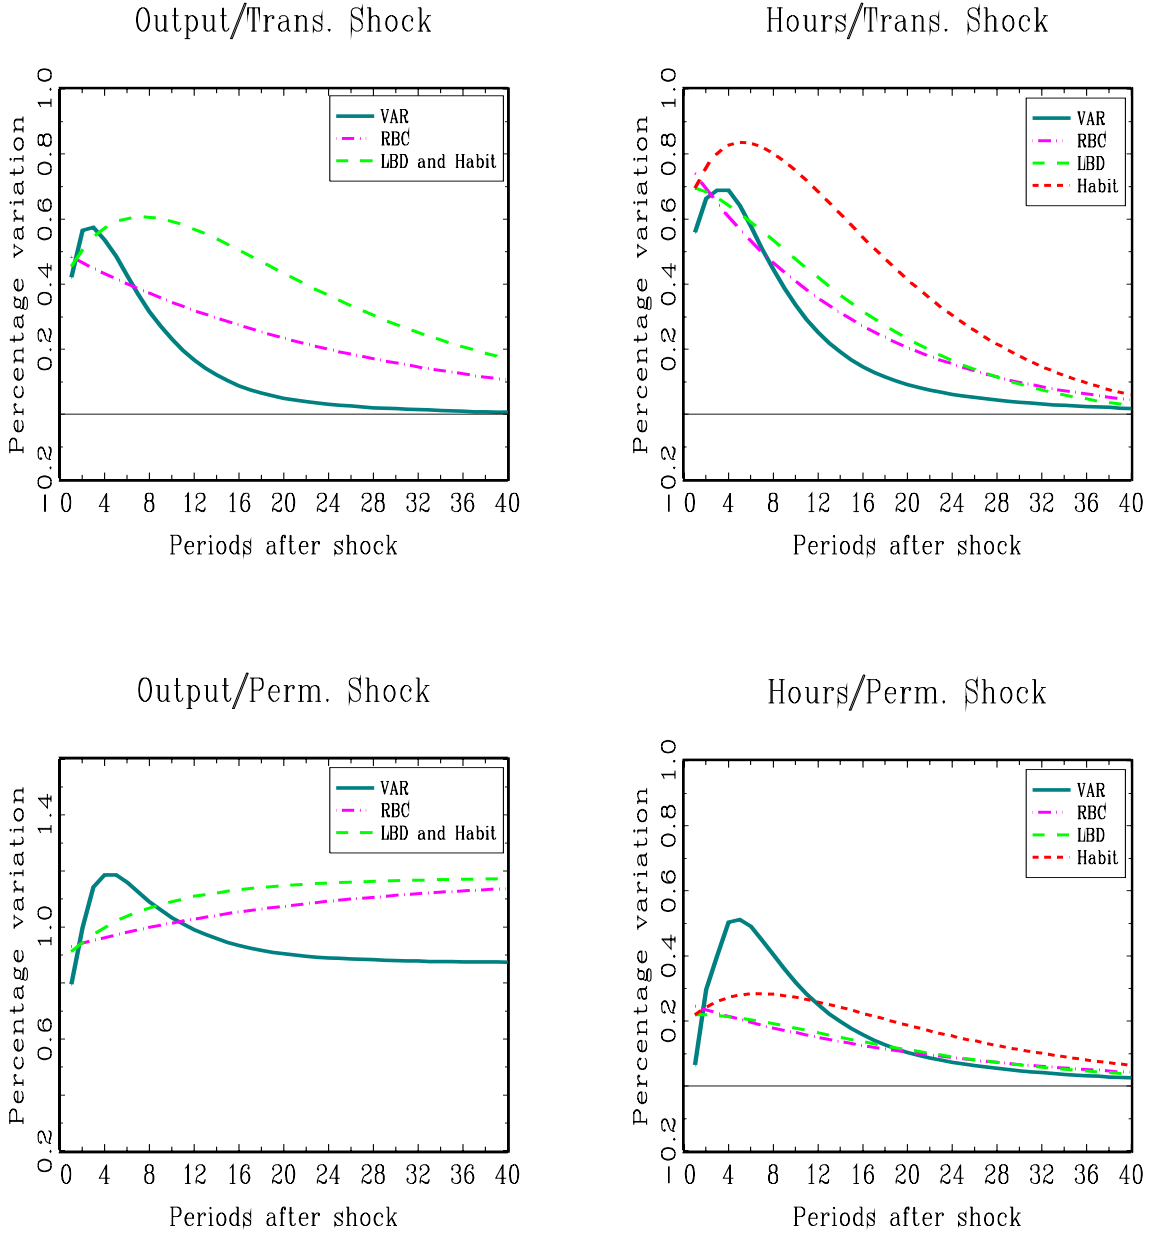 Output/Trans. Shock
Percentage variation
1.0
0.8
0.6
0.4
0.2
-0.2
VAR
RBC
LBD and Habit
0 4 8 12 16 20 24 28 32 36 40
Periods after shock
Hours/Trans. Shock
Percentage variation
1.0
0.8
0.6
0.4
0.2
-0.2
VAR
RBC
LBD
Habit
0 4 8 12 16 20 24 28 32 36 40
Periods after shock
Output/Perm. Shock
Percentage variation
1.4
1.0
0.6
0.2
VAR
RBC
LBD and Habit
0 4 8 12 16 20 24 28 32 36 40
Periods after shock
Hours/Perm. Shock
Percentage variation
1.0
0.8
0.6
0.4
0.2
-0.2
VAR
RBC
LBD
Habit
0 4 8 12 16 20 24 28 32 36 40
Periods after shock